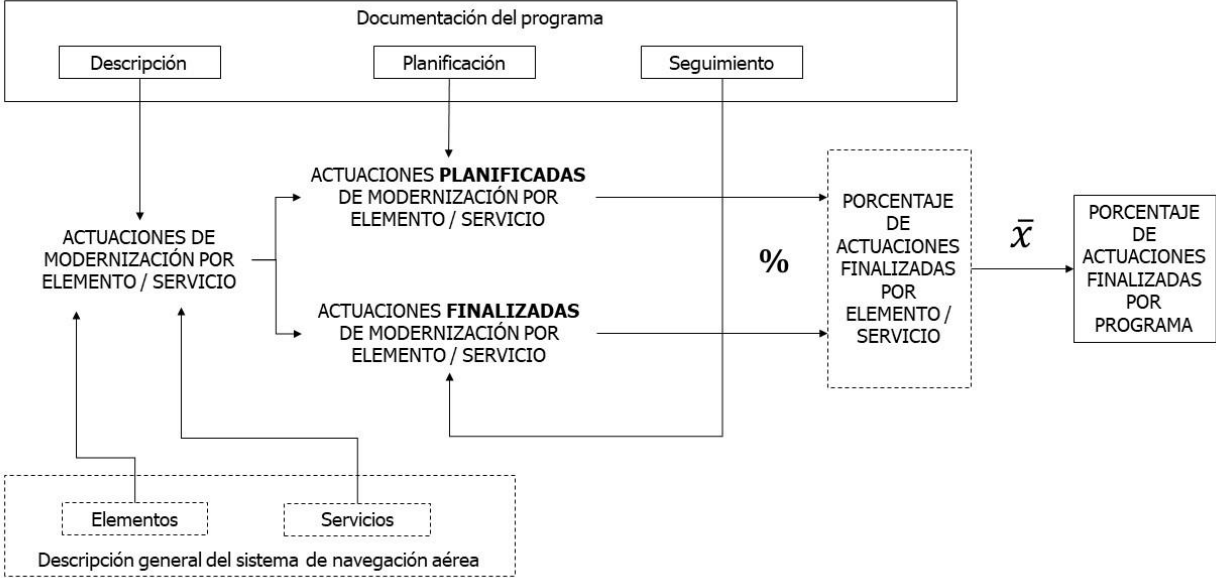 Documentación del programa
Descripción
Planificación
Seguimiento
ACTUACIONES PLANIFICADAS
DE MODERNIZACIÓN POR
ELEMENTO / SERVICIO
ACTUACIONES DE
MODERNIZACIÓN POR
ELEMENTO / SERVICIO
ACTUACIONES FINALIZADAS
DE MODERNIZACIÓN POR
ELEMENTO / SERVICIO
%
PORCENTAJE
DE
ACTUACIONES
FINALIZADAS
POR
ELEMENTO /
SERVICIO
x̄
PORCENTAJE
DE
ACTUACIONES
FINALIZADAS
POR
PROGRAMA
Elementos
Servicios
Descripción general del sistema de navegación aérea